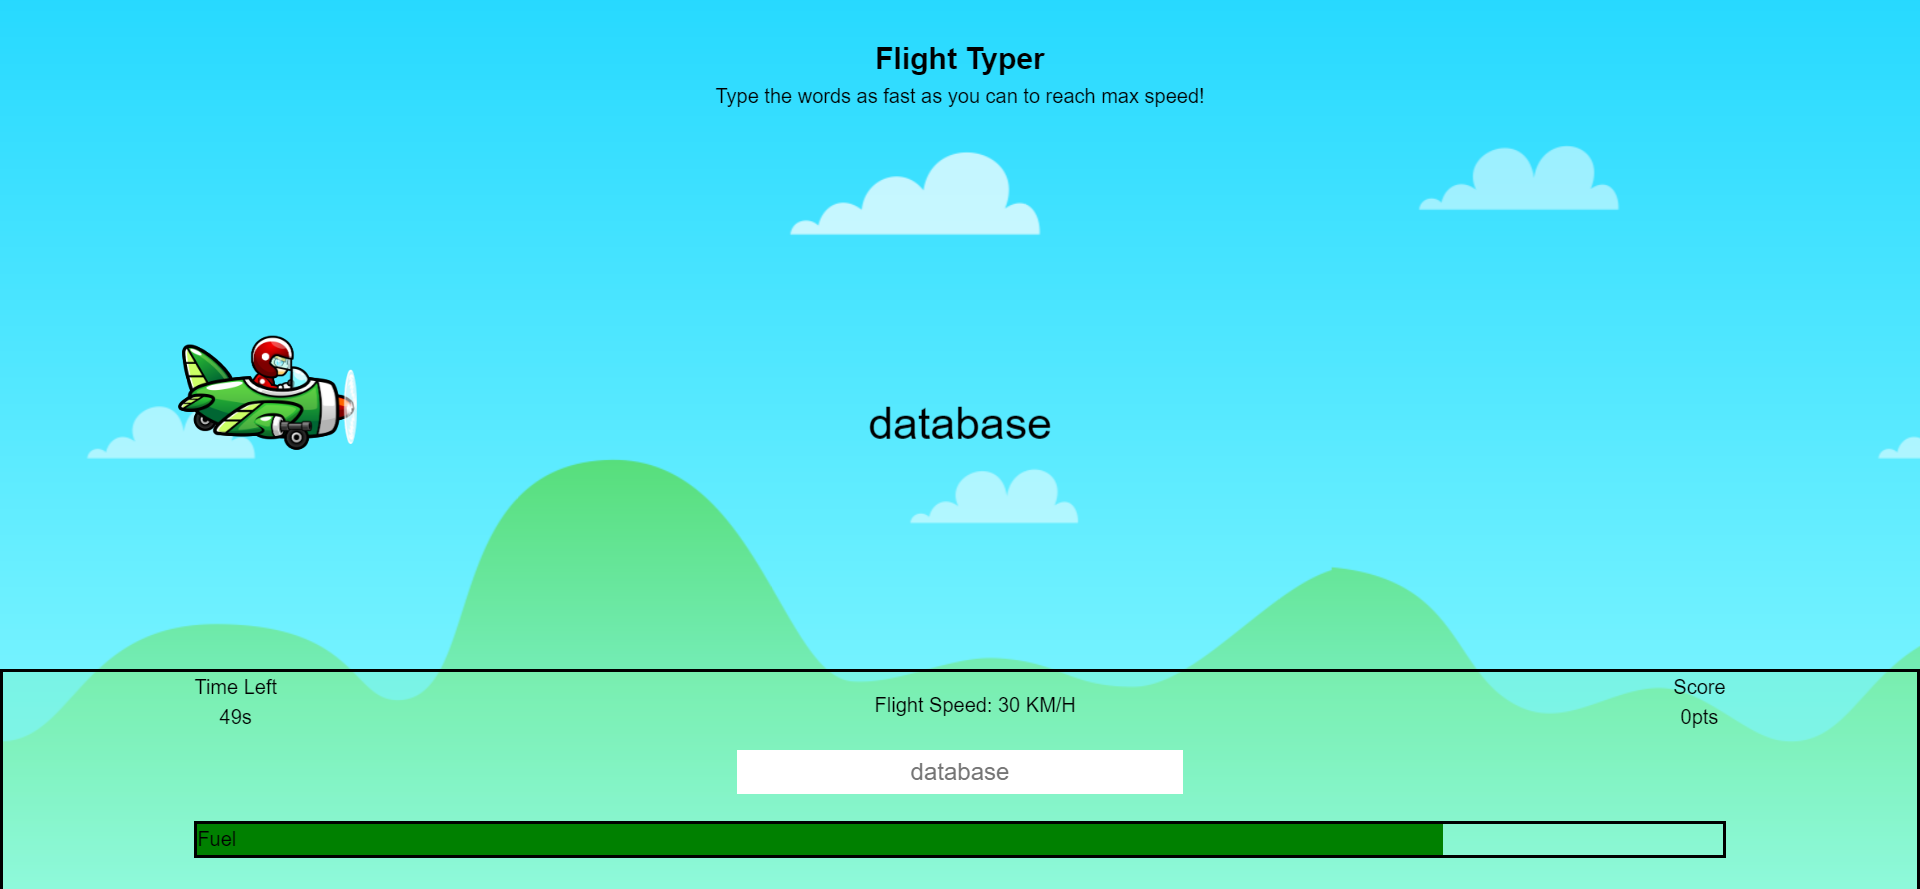 Flight Typer
Type the words as fast as you can to reach max speed!
database
Time Left
49s
Flight Speed: 30 KM/H
Score
0pts
database
Fuel